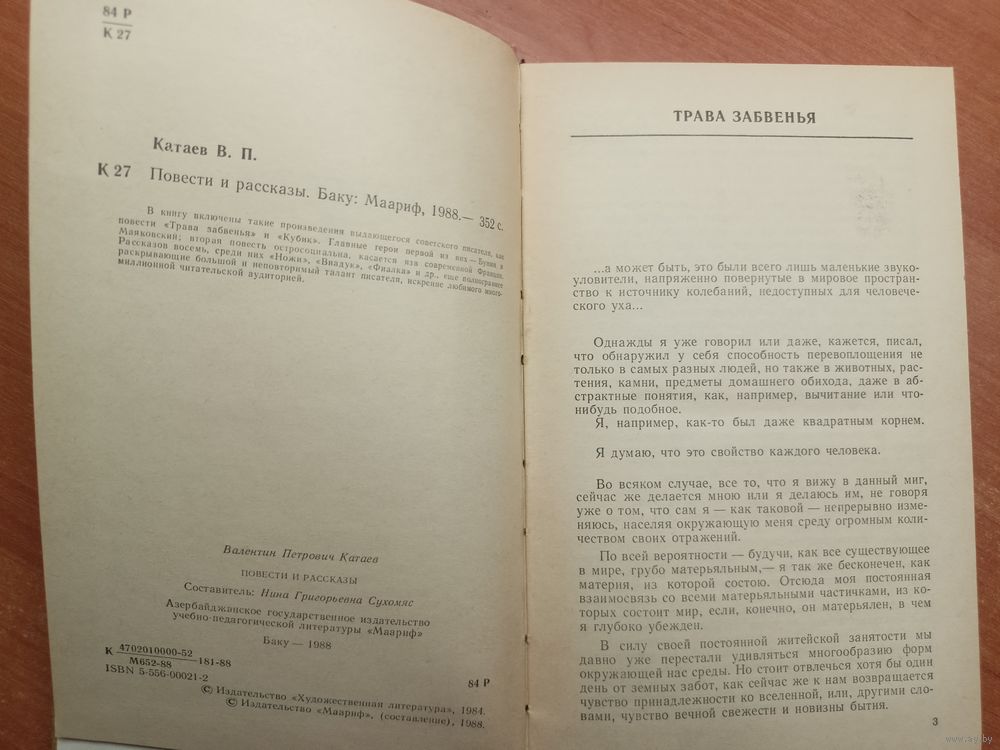 84 Р
К 27
Катаев В. П.
К 27 Повести и рассказы. Баку: Маариф, 1988.— 352 с.
В книгу включены такие произведения выдающегося советского писателя, как
повести «Трава забвенья» и «Кубик». Главные герои первой из них — Бунин и
Маяковский; вторая повесть остросоциальна, касается язв современной Франции.
Рассказов восемь, среди них «Ножи», «Виадук», «Фиалка» и др., еще полнограннее
раскрывающие большой и неповторимый талант писателя, искренне любимого много-
миллионной читательской аудиторией.
Валентин Петрович Катаев
ПОВЕСТИ И РАССКАЗЫ
Составитель: Нина Григорьевна Сухомяс
Азербайджанское государственное издательство
учебно-педагогической литературы «Маариф»
Баку — 1988
К 4702010000-52
М652-88 181-88
ISBN 5-556-00021-2
84 Р
© Издательство «Художественная литература», 1984.
© Издательство «Маариф», (составление), 1988.
ТРАВА ЗАБВЕНЬЯ
...а может быть, это были всего лишь маленькие звуко-
уловители, напряженно повернутые в мировое пространст-
во к источнику колебаний, недоступных для человече-
ского уха...
Однажды я уже говорил или даже, кажется, писал,
что обнаружил у себя способность перевоплощения не
только в самых разных людей, но также в животных, рас-
тения, камни, предметы домашнего обихода, даже в аб-
страктные понятия, как, например, вычитание или что-
нибудь подобное.
Я, например, как-то был даже квадратным корнем.
Я думаю, что это свойство каждого человека.
Во всяком случае, все то, что я вижу в данный миг,
сейчас же делается мною или я делаюсь им, не говоря
уже о том, что сам я — как таковой — непрерывно изме-
няюсь, населяя окружающую меня среду огромным коли-
чеством своих отражений.
По всей вероятности — будучи, как все существующее
в мире, грубо матерьяльным,— я так же бесконечен, как
материя, из которой состою. Отсюда моя постоянная
взаимосвязь со всеми матерьяльными частичками, из ко-
торых состоит мир, если, конечно, он матерьялен, в чем
я глубоко убежден.
В силу своей постоянной житейской занятости мы
давно уже перестали удивляться многообразию форм
окружающей нас среды. Но стоит отвлечься хотя бы один
день от земных забот, как сейчас же к нам возвращается
чувство принадлежности ко вселенной, или, другими сло-
вами, чувство вечной свежести и новизны бытия.
3
www.ay.by